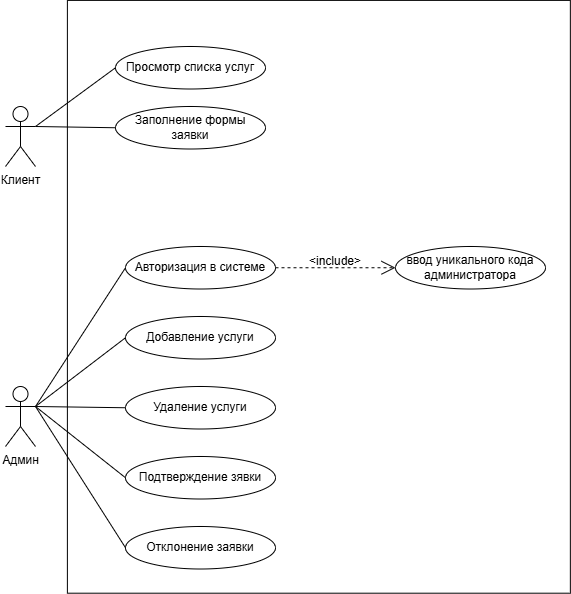 Просмотр списка услуг
Заполнение формы
заявки
Клиент
Авторизация в системе
<include>
ввод уникального кода
администратора
Добавление услуги
Удаление услуги
Админ
Подтверждение зявки
Отклонение заявки